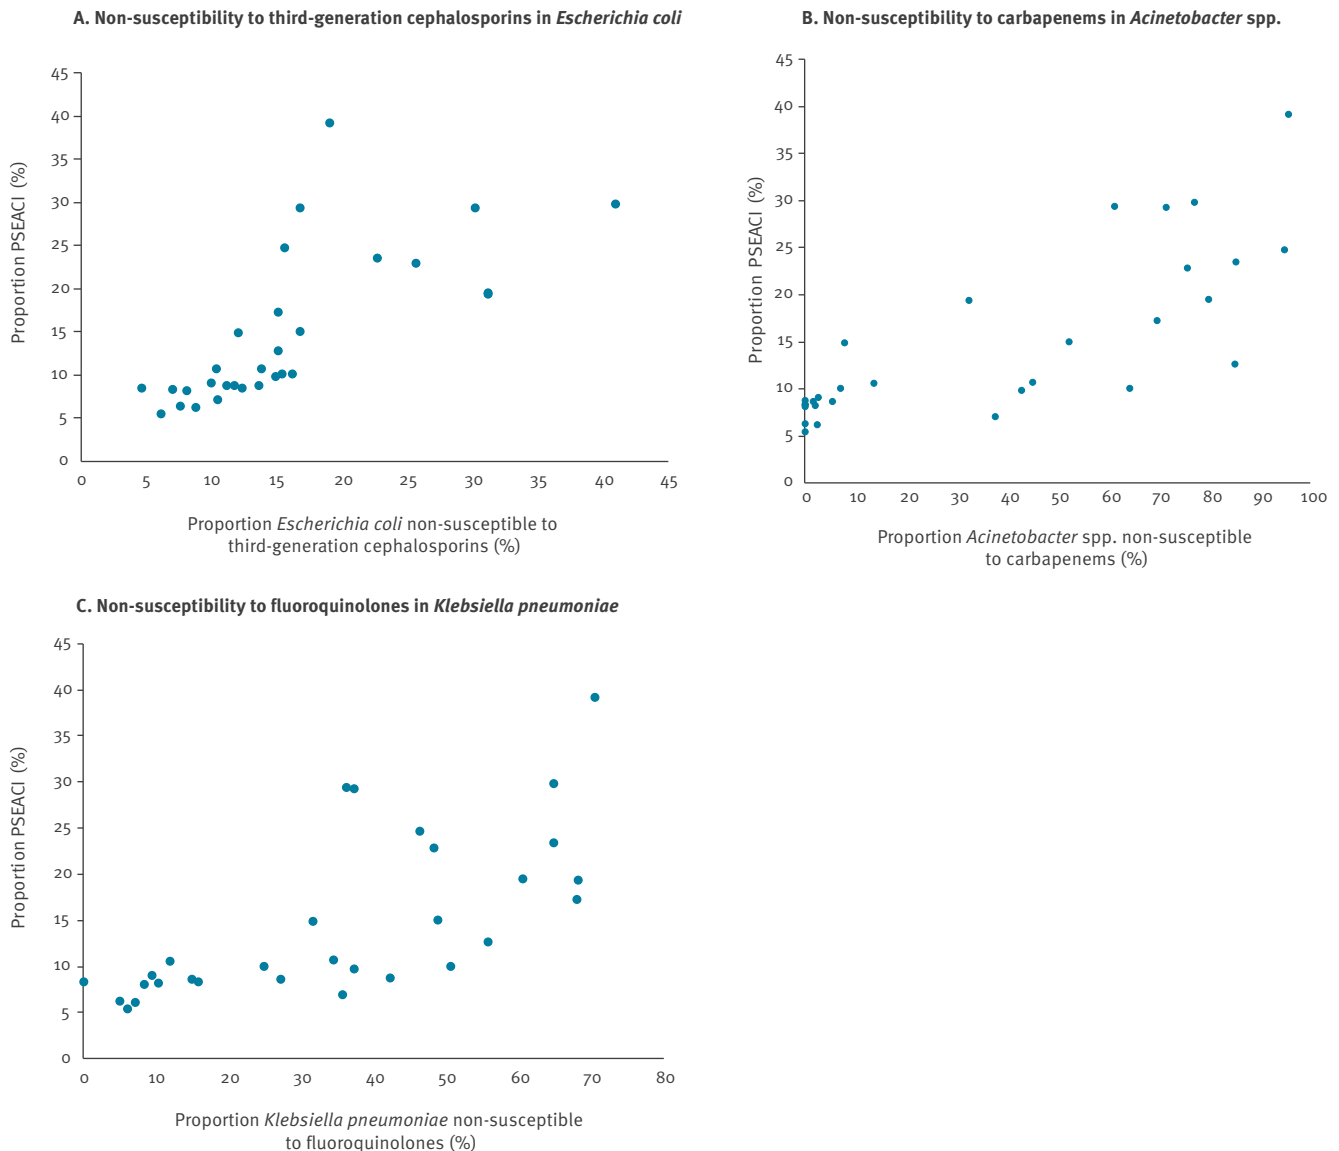 A. Non-susceptibility to third-generation cephalosporins in Escherichia coli
45
40
35
30
25
20
15
10
5
0
Proportion PSEACI (%)
0 5 10 15 20 25 30 35 40 45
Proportion Escherichia coli non-susceptible to
third-generation cephalosporins (%)
B. Non-susceptibility to carbapenems in Acinetobacter spp.
45
40
35
30
25
20
15
10
5
0
Proportion PSEACI (%)
0 10 20 30 40 50 60 70 80 90 100
Proportion Acinetobacter spp. non-susceptible
to carbapenems (%)
C. Non-susceptibility to fluoroquinolones in Klebsiella pneumoniae
45
40
35
30
25
20
15
10
5
0
Proportion PSEACI (%)
0 10 20 30 40 50 60 70 80
Proportion Klebsiella pneumoniae non-susceptible
to fluoroquinolones (%)